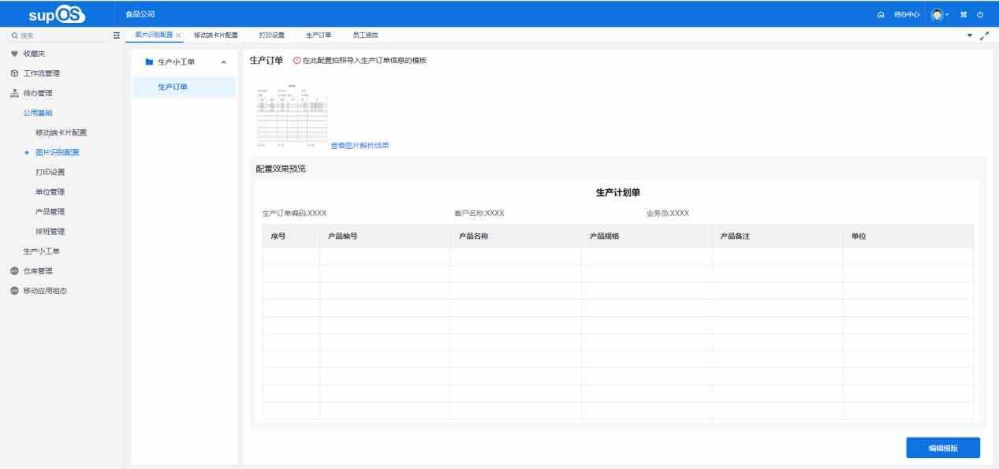 supOS 食品公司 待办中心
搜索 图片识别配置 移动端卡片配置 打印设置 生产订单 员工绩效
收藏夹
工作流管理
待办管理
公用基础
移动端卡片配置
图片识别配置
打印设置
单位管理
产品管理
排班管理
生产小工单
仓库管理
移动应用组态
生产小工单
生产订单
生产订单 在此配置拍照导入生产订单信息的模板
查看图片解析结果
配置效果预览
生产计划单
生产订单编码:XXXX 客户名称:XXXX 业务员:XXXX
序号 产品编号 产品名称 产品规格 产品备注 单位
编辑模版